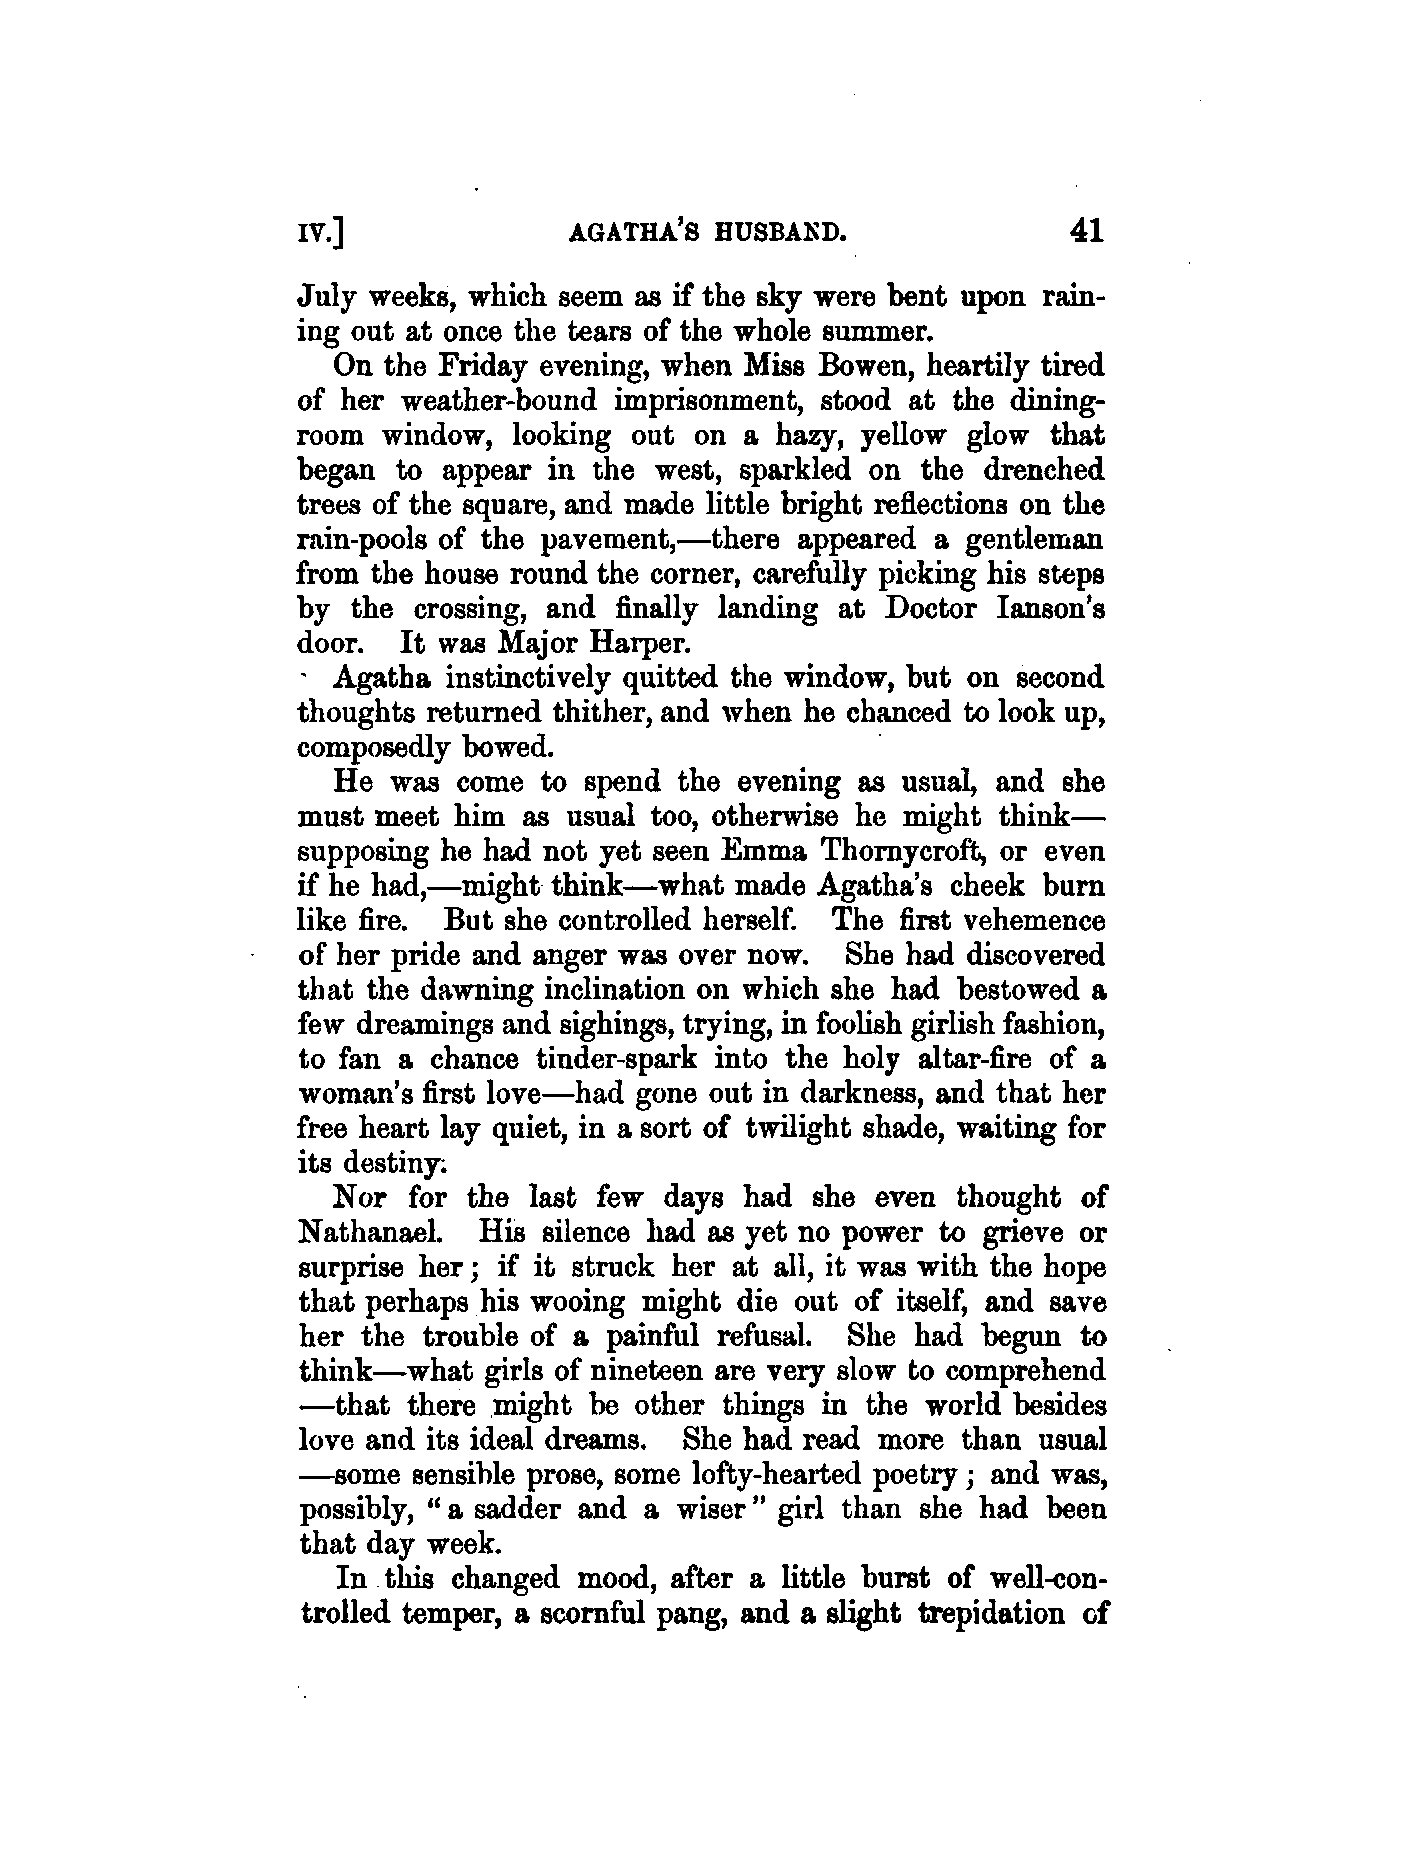 IV.] AGATHA'S HUSBAND. 41
July weeks, which seem as if the sky were bent upon rain-
ing out at once the tears of the whole summer.
On the Friday evening, when Miss Bowen, heartily tired
of her weather-bound imprisonment, stood at the dining-
room window, looking out on a hazy, yellow glow that
began to appear in the west, sparkled on the drenched
trees of the square, and made little bright reflections on the
rain-pools of the pavement,—there appeared a gentleman
from the house round the corner, carefully picking his steps
by the crossing, and finally landing at Doctor Ianson's
door. It was Major Harper.
Agatha instinctively quitted the window, but on second
thoughts returned thither, and when he chanced to look up,
composedly bowed.
He was come to spend the evening as usual, and she
must meet him as usual too, otherwise he might think—
supposing he had not yet seen Emma Thornycroft, or even
if he had,—might think—what made Agatha's cheek burn
like fire. But she controlled herself. The first vehemence
of her pride and anger was over now. She had discovered
that the dawning inclination on which she had bestowed a
few dreamings and sighings, trying, in foolish girlish fashion,
to fan a chance tinder-spark into the holy altar-fire of a
woman's first love—had gone out in darkness, and that her
free heart lay quiet, in a sort of twilight shade, waiting for
its destiny.
Nor for the last few days had she even thought of
Nathanael. His silence had as yet no power to grieve or
surprise her; if it struck her at all, it was with the hope
that perhaps his wooing might die out of itself, and save
her the trouble of a painful refusal. She had begun to
think—what girls of nineteen are very slow to comprehend
—that there might be other things in the world besides
love and its ideal dreams. She had read more than usual
—some sensible prose, some lofty-hearted poetry; and was,
possibly, "a sadder and a wiser" girl than she had been
that day week.
In this changed mood, after a little burst of well-con-
trolled temper, a scornful pang, and a slight trepidation of